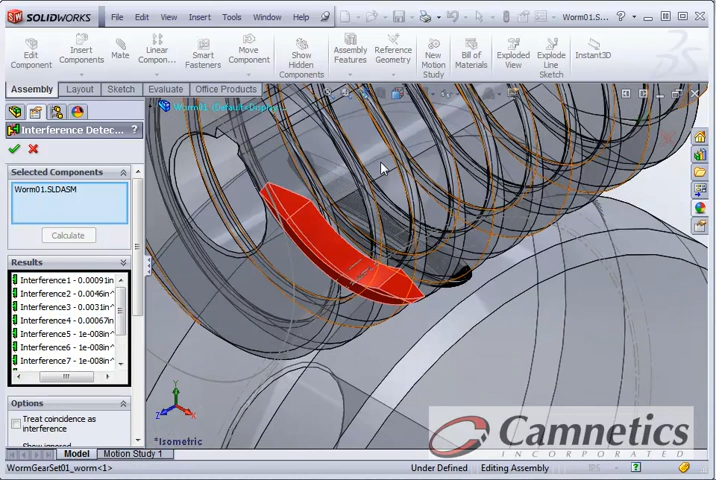 SOLIDWORKS File Edit View Insert Tools Window Help Worm01.S... ?
Edit Component
Insert Components
Mate
Linear Com...
Smart Fasteners
Move Component
Show Hidden Components
Assembly Features
Reference Geometry
New Motion Study
Bill of Materials
Exploded View
Explode Line Sketch
Instant3D
Assembly Layout Sketch Evaluate Office Products
Interference Detec... ?
Selected Components
Worm01.SLDASM
Calculate
Results
Interference1 - 0.00091in
Interference2 - 0.0046in^
Interference3 - 0.0031in^
Interference4 - 0.00067in
Interference5 - 1e-008in^
Interference6 - 1e-008in^
Interference7 - 1e-008in^
Options
Treat coincidence as interference
Y
Z
X
*Isometric
Camnetics
INCORPORATED
Model Motion Study 1
WormGearSet01_worm<1> Under Defined Editing Assembly IPS